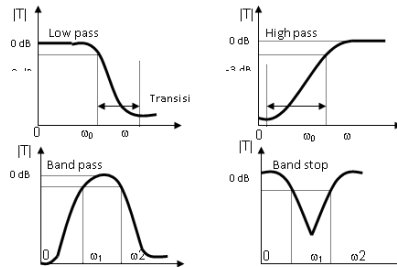 |T|
Low pass
0 dB
Transisi
0 ω₀ ω
|T|
High pass
0 dB
-3 dB
0 ω₀ ω
|T|
Band pass
0 dB
0 ω₁ ω2
|T|
Band stop
0 dB
0 ω₁ ω2